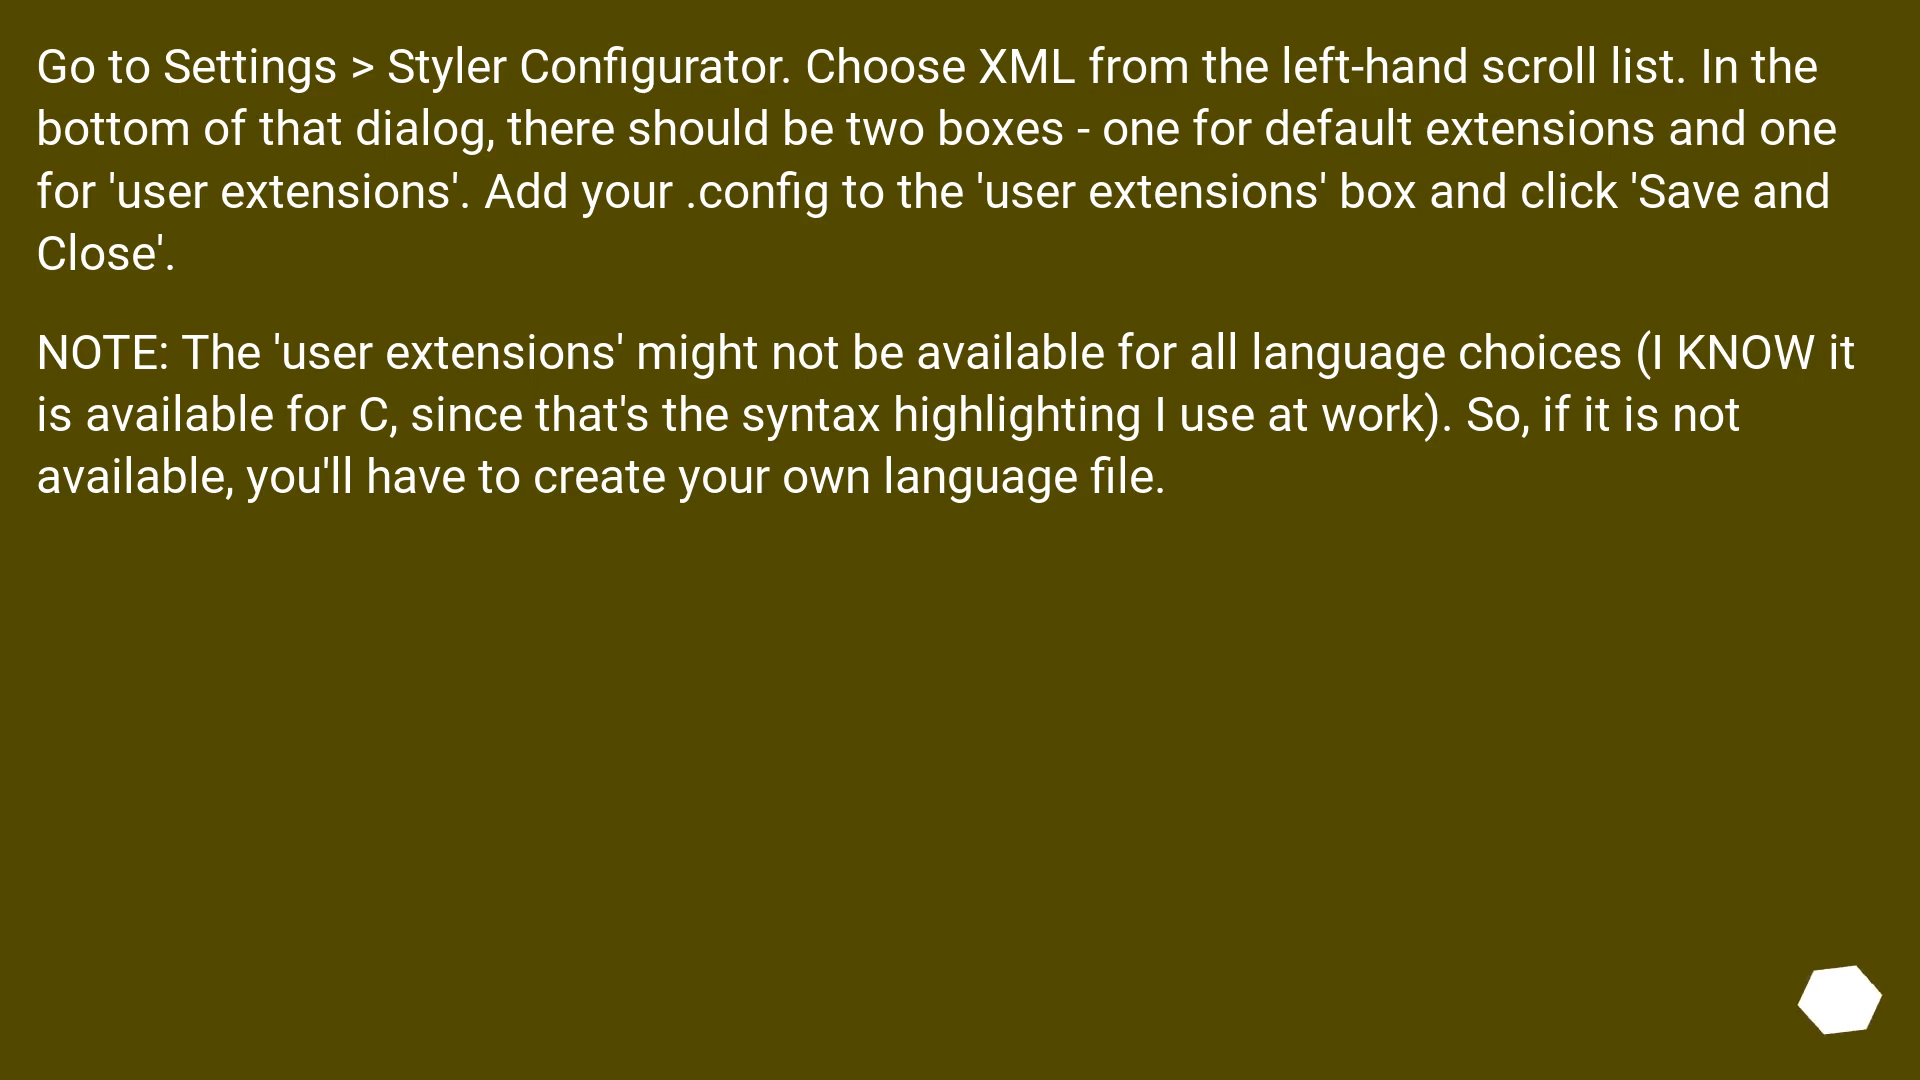 Go to Settings > Styler Configurator. Choose XML from the left-hand scroll list. In the
bottom of that dialog, there should be two boxes - one for default extensions and one
for 'user extensions'. Add your .config to the 'user extensions' box and click 'Save and
Close'.
NOTE: The 'user extensions' might not be available for all language choices (I KNOW it
is available for C, since that's the syntax highlighting I use at work). So, if it is not
available, you'll have to create your own language file.